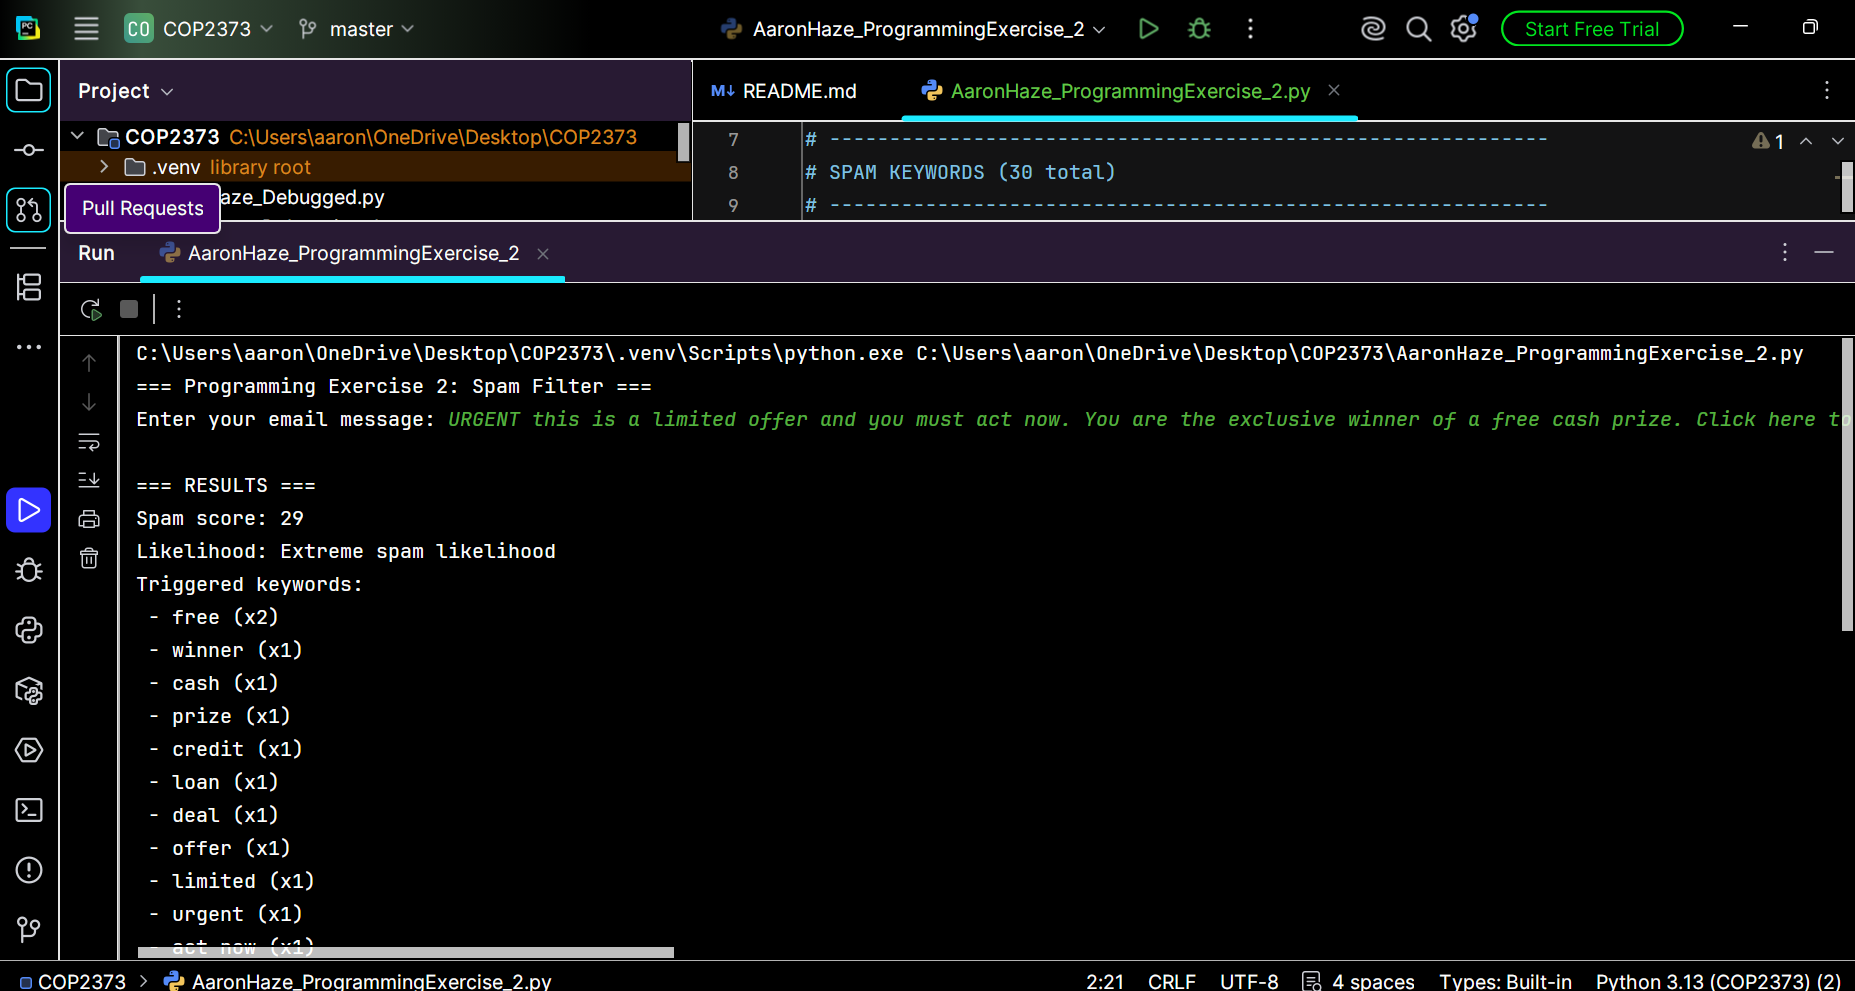 PC CO COP2373 master AaronHaze_ProgrammingExercise_2 Start Free Trial
Project
M↓ README.md AaronHaze_ProgrammingExercise_2.py
COP2373 C:\Users\aaron\OneDrive\Desktop\COP2373
.venv library root
aze_Debugged.py
Pull Requests
7 # ------------------------------------------------------------
8 # SPAM KEYWORDS (30 total)
9 # ------------------------------------------------------------
1
Run AaronHaze_ProgrammingExercise_2
C:\Users\aaron\OneDrive\Desktop\COP2373\.venv\Scripts\python.exe C:\Users\aaron\OneDrive\Desktop\COP2373\AaronHaze_ProgrammingExercise_2.py
=== Programming Exercise 2: Spam Filter ===
Enter your email message: URGENT this is a limited offer and you must act now. You are the exclusive winner of a free cash prize. Click here to
=== RESULTS ===
Spam score: 29
Likelihood: Extreme spam likelihood
Triggered keywords:
- free (x2)
- winner (x1)
- cash (x1)
- prize (x1)
- credit (x1)
- loan (x1)
- deal (x1)
- offer (x1)
- limited (x1)
- urgent (x1)
- act now (x1)
COP2373 > AaronHaze_ProgrammingExercise_2.py 2:21 CRLF UTF-8 4 spaces Types: Built-in Python 3.13 (COP2373) (2)